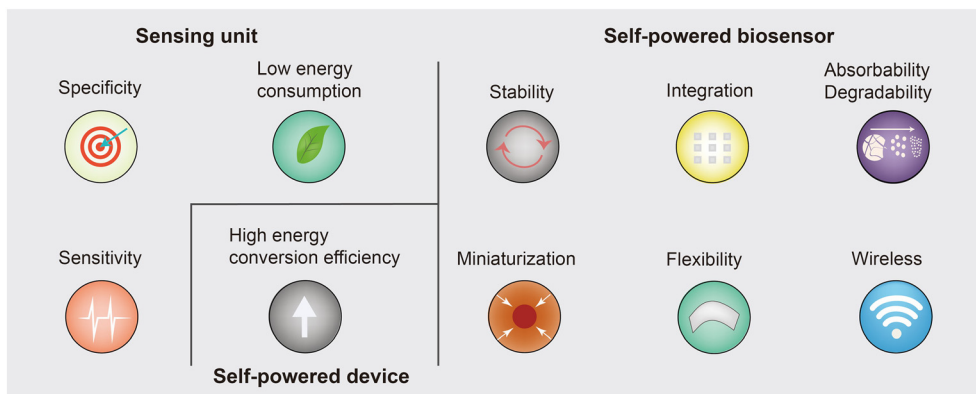 Sensing unit
Specificity
Low energy
consumption
Sensitivity
High energy
conversion efficiency
Self-powered device
Self-powered biosensor
Stability
Integration
Absorbability
Degradability
Miniaturization
Flexibility
Wireless